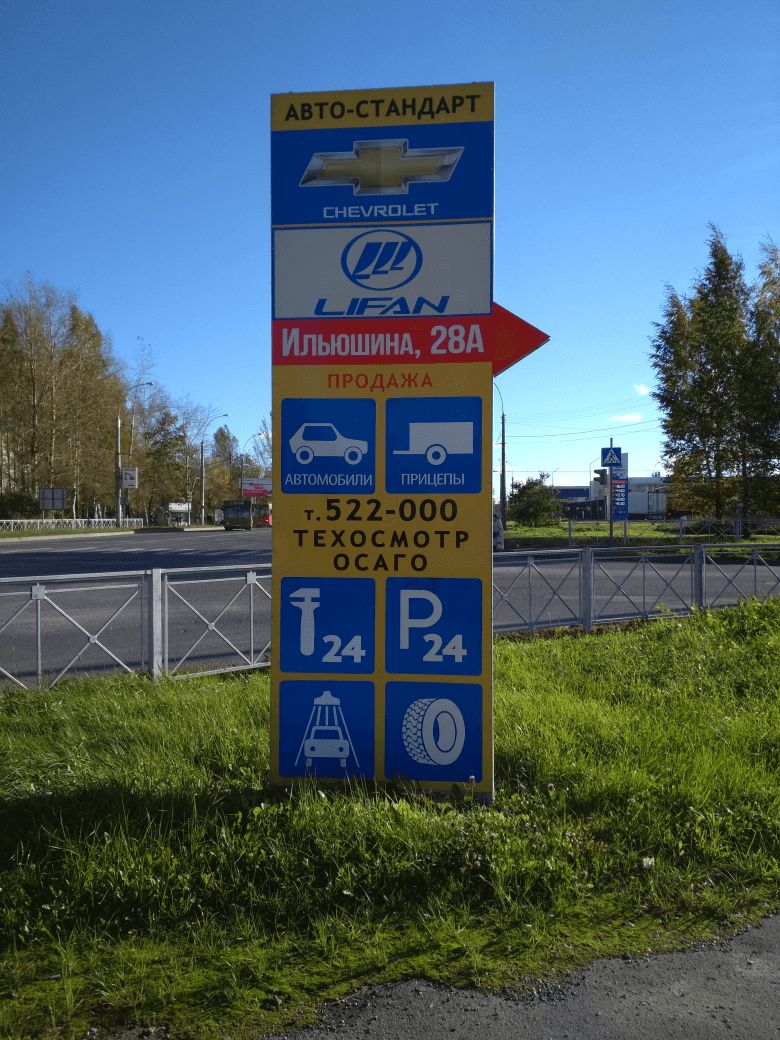 АВТО-СТАНДАРТ
CHEVROLET
LIFAN
Ильюшина, 28А
ПРОДАЖА
АВТОМОБИЛИ ПРИЦЕПЫ
т. 522-000
ТЕХОСМОТР
ОСАГО
24 P 24